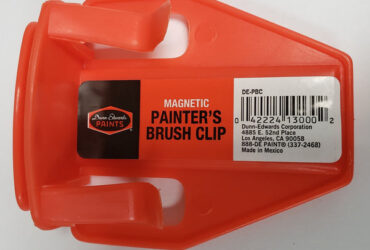 Dunn-Edwards
PAINTS®
MAGNETIC
PAINTER'S
BRUSH CLIP
DE-PBC
0 42224 13000 2
Dunn-Edwards Corporation
4885 E. 52nd Place
Los Angeles, CA 90058
888-DE PAINT® (337-2468)
Made in Mexico